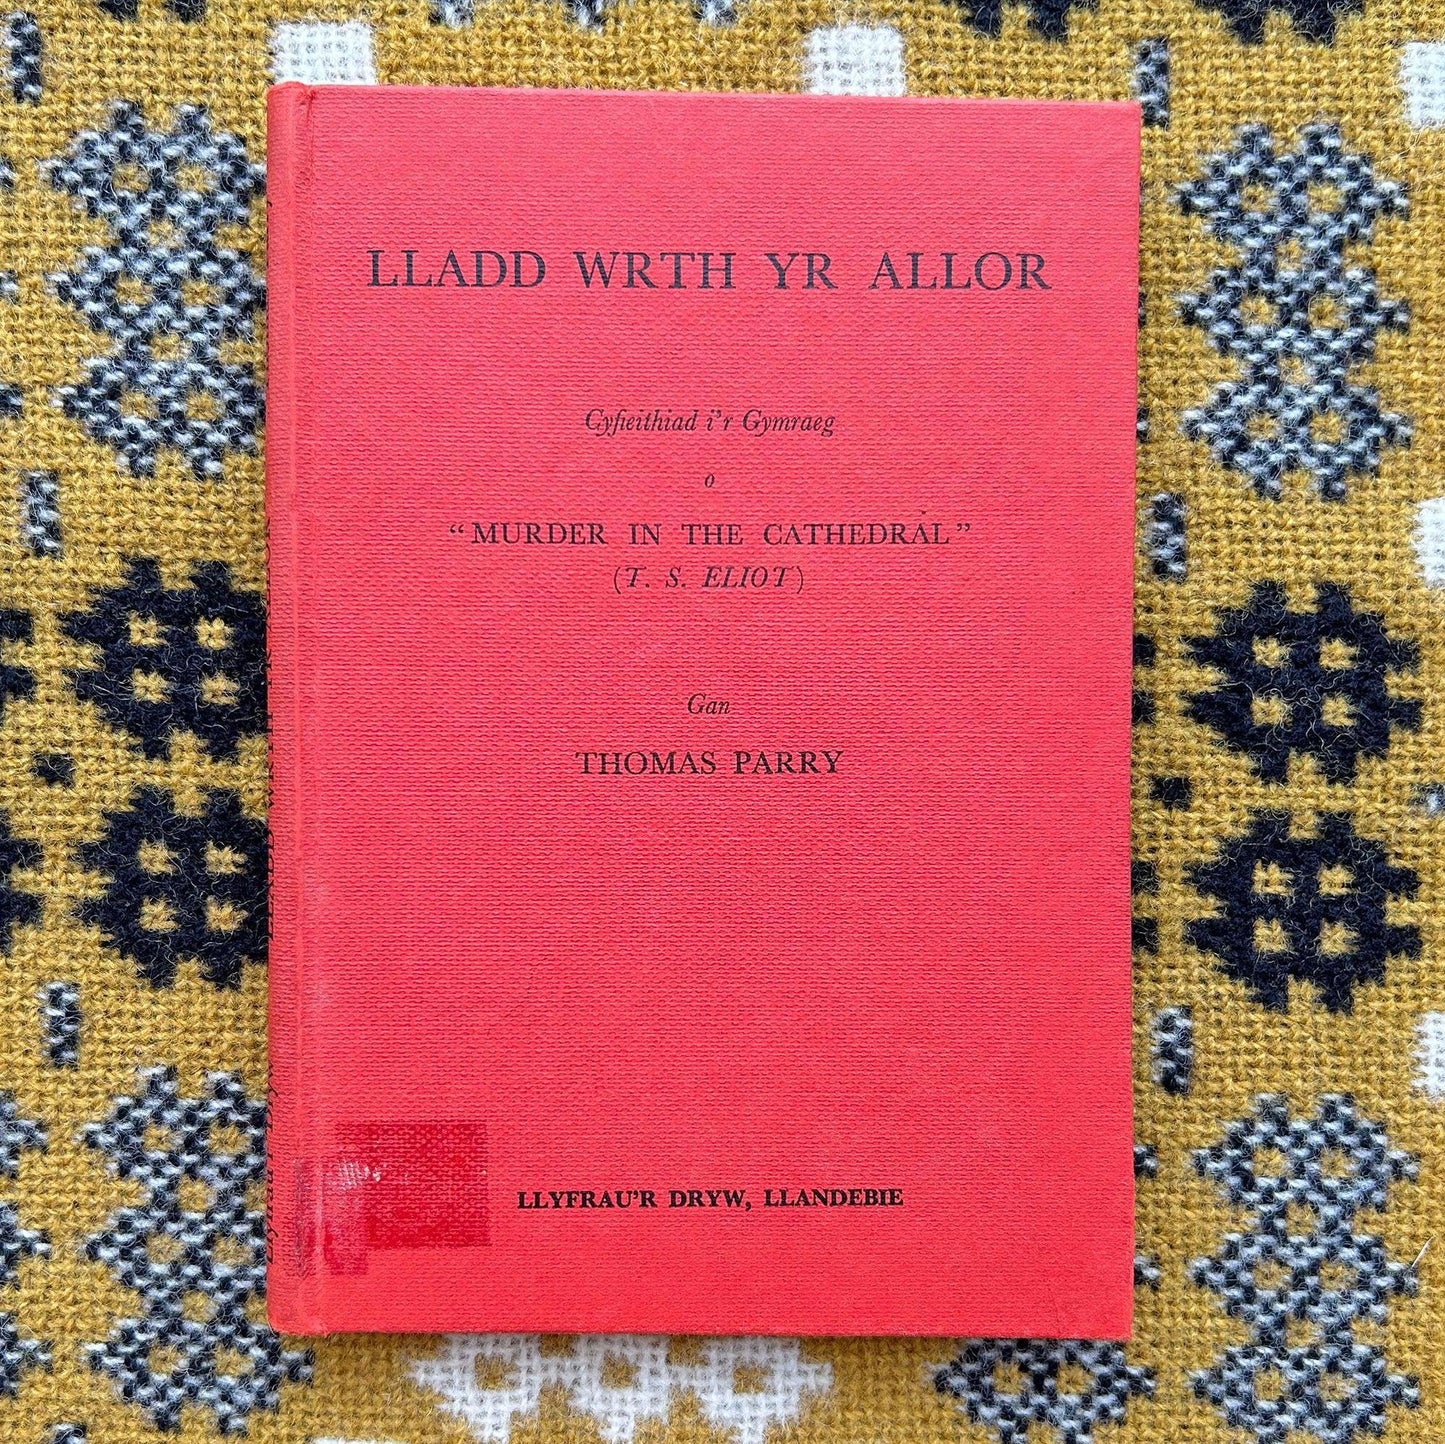 LLADD WRTH YR ALLOR
Cyfieithiad i'r Gymraeg
o
"MURDER IN THE CATHEDRAL"
(T. S. ELIOT)
Gan
THOMAS PARRY
LLYFRAU'R DRYW, LLANDEBIE